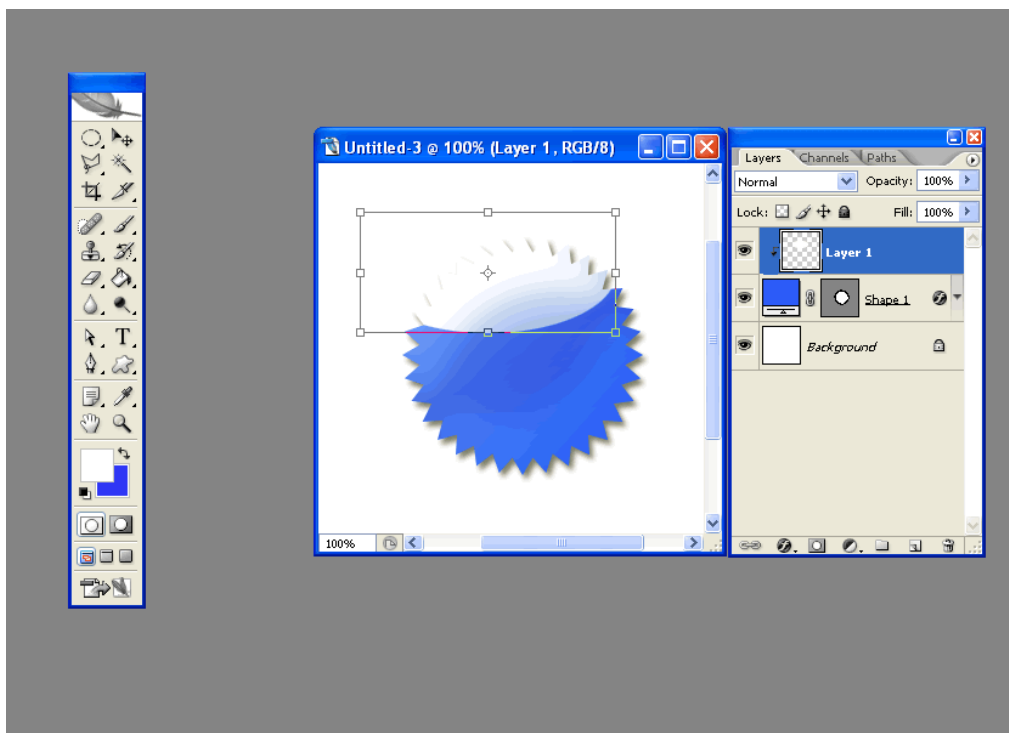 Untitled-3 @ 100% (Layer 1, RGB/8)
100%
Layers Channels Paths
Normal Opacity: 100%
Lock: Fill: 100%
Layer 1
Shape 1
Background
T